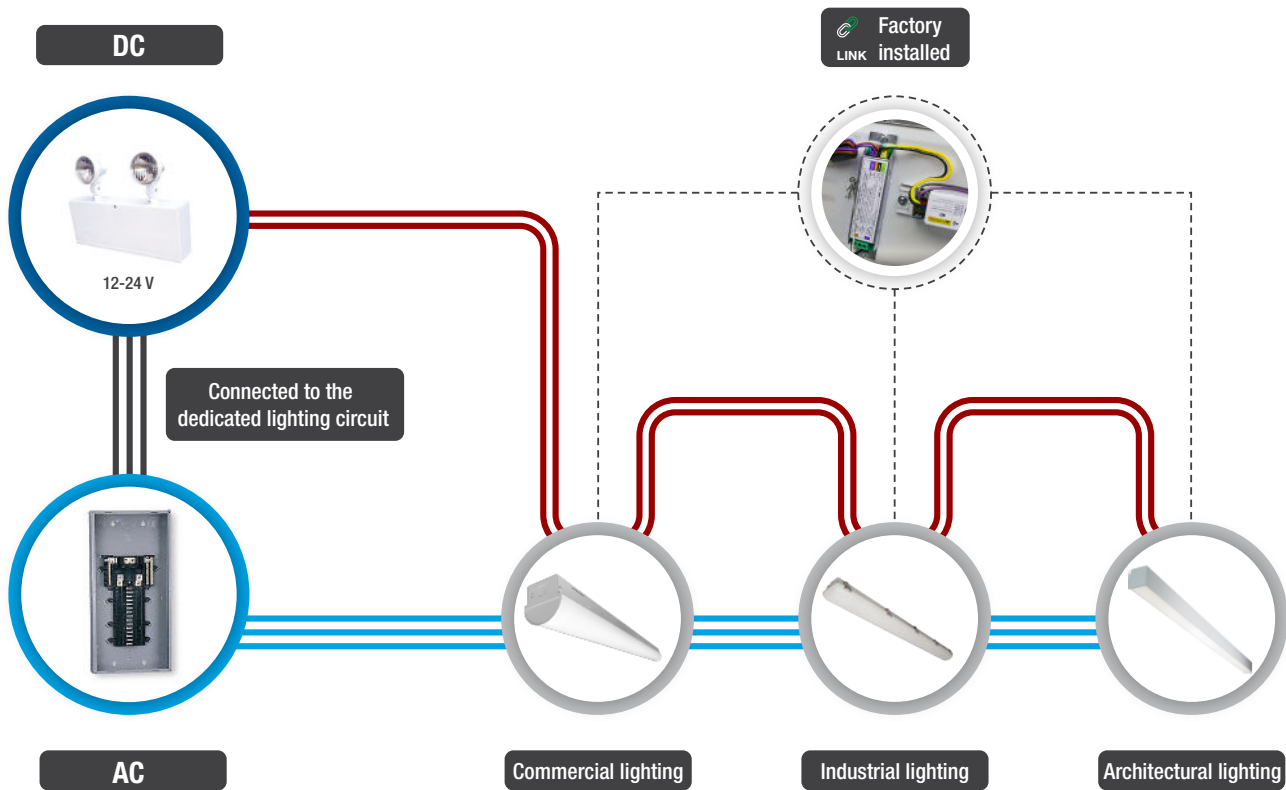 DC
Factory
LINK installed
12-24 V
Connected to the
dedicated lighting circuit
AC
Commercial lighting
Industrial lighting
Architectural lighting